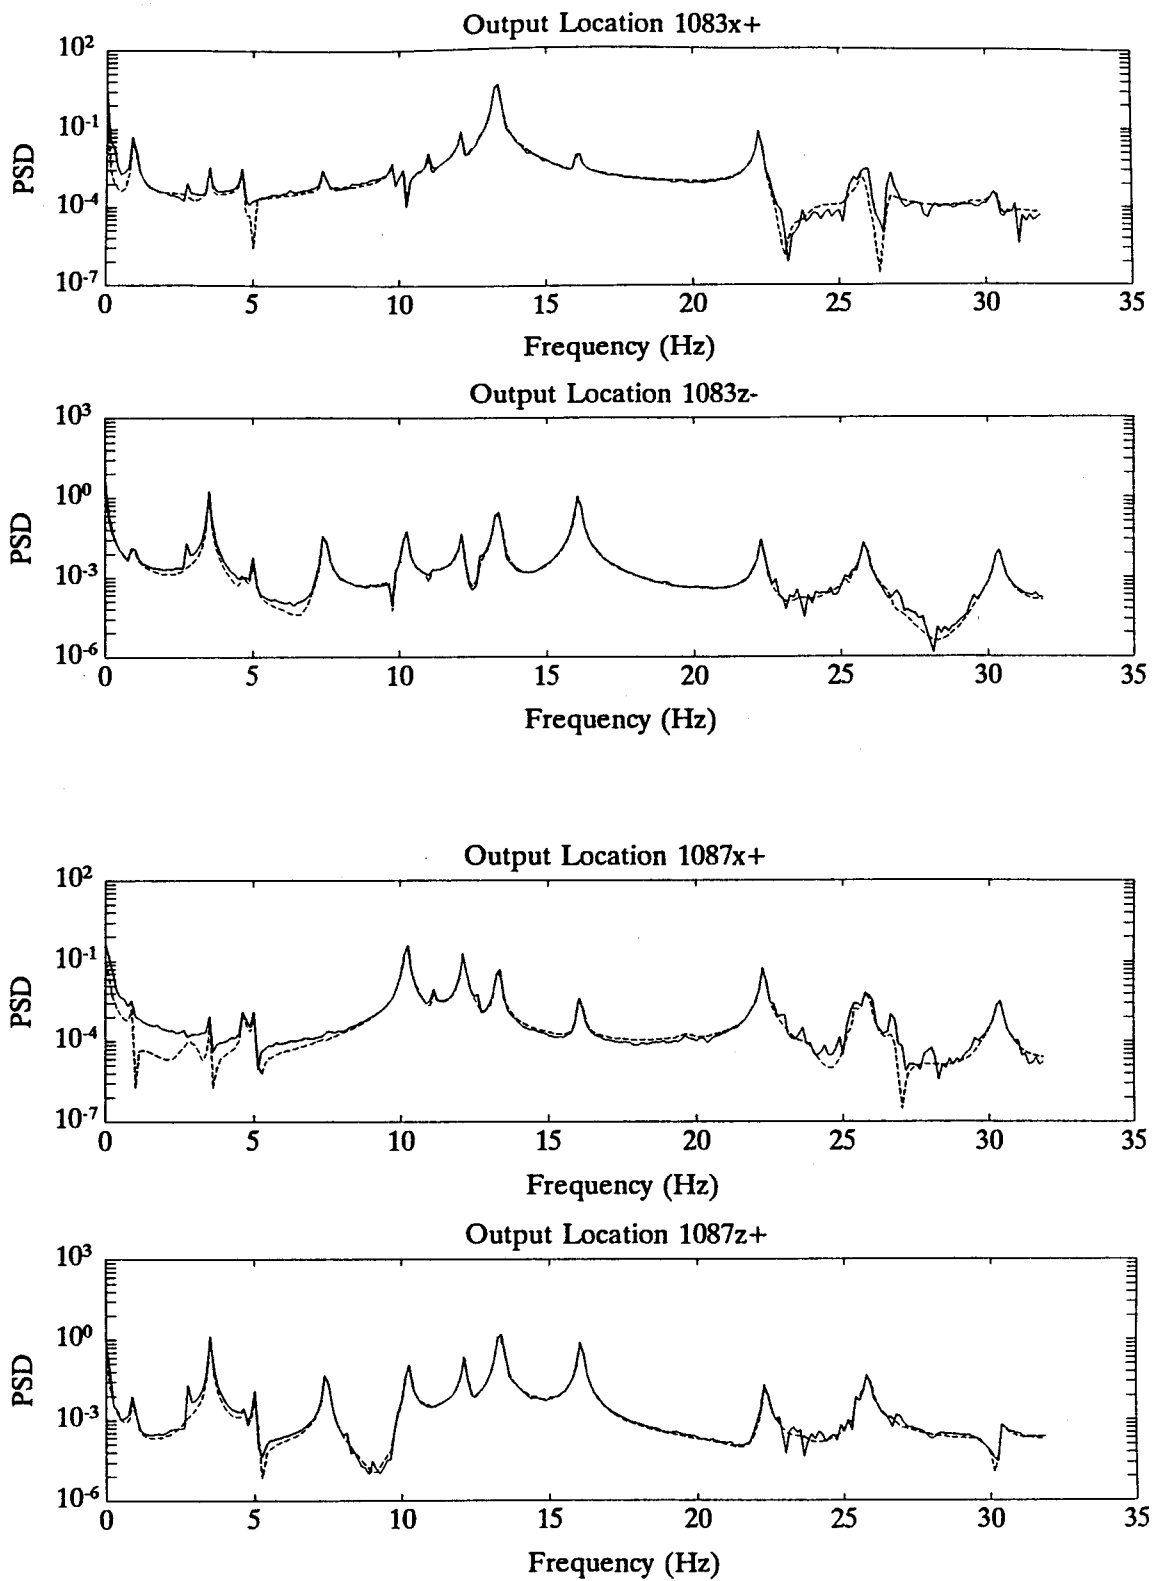 Output Location 1083x+
10²
10⁻¹
10⁻⁴
10⁻⁷
PSD
0 5 10 15 20 25 30 35
Frequency (Hz)
Output Location 1083z-
10³
10⁰
10⁻³
10⁻⁶
PSD
0 5 10 15 20 25 30 35
Frequency (Hz)
Output Location 1087x+
10²
10⁻¹
10⁻⁴
10⁻⁷
PSD
0 5 10 15 20 25 30 35
Frequency (Hz)
Output Location 1087z+
10³
10⁰
10⁻³
10⁻⁶
PSD
0 5 10 15 20 25 30 35
Frequency (Hz)